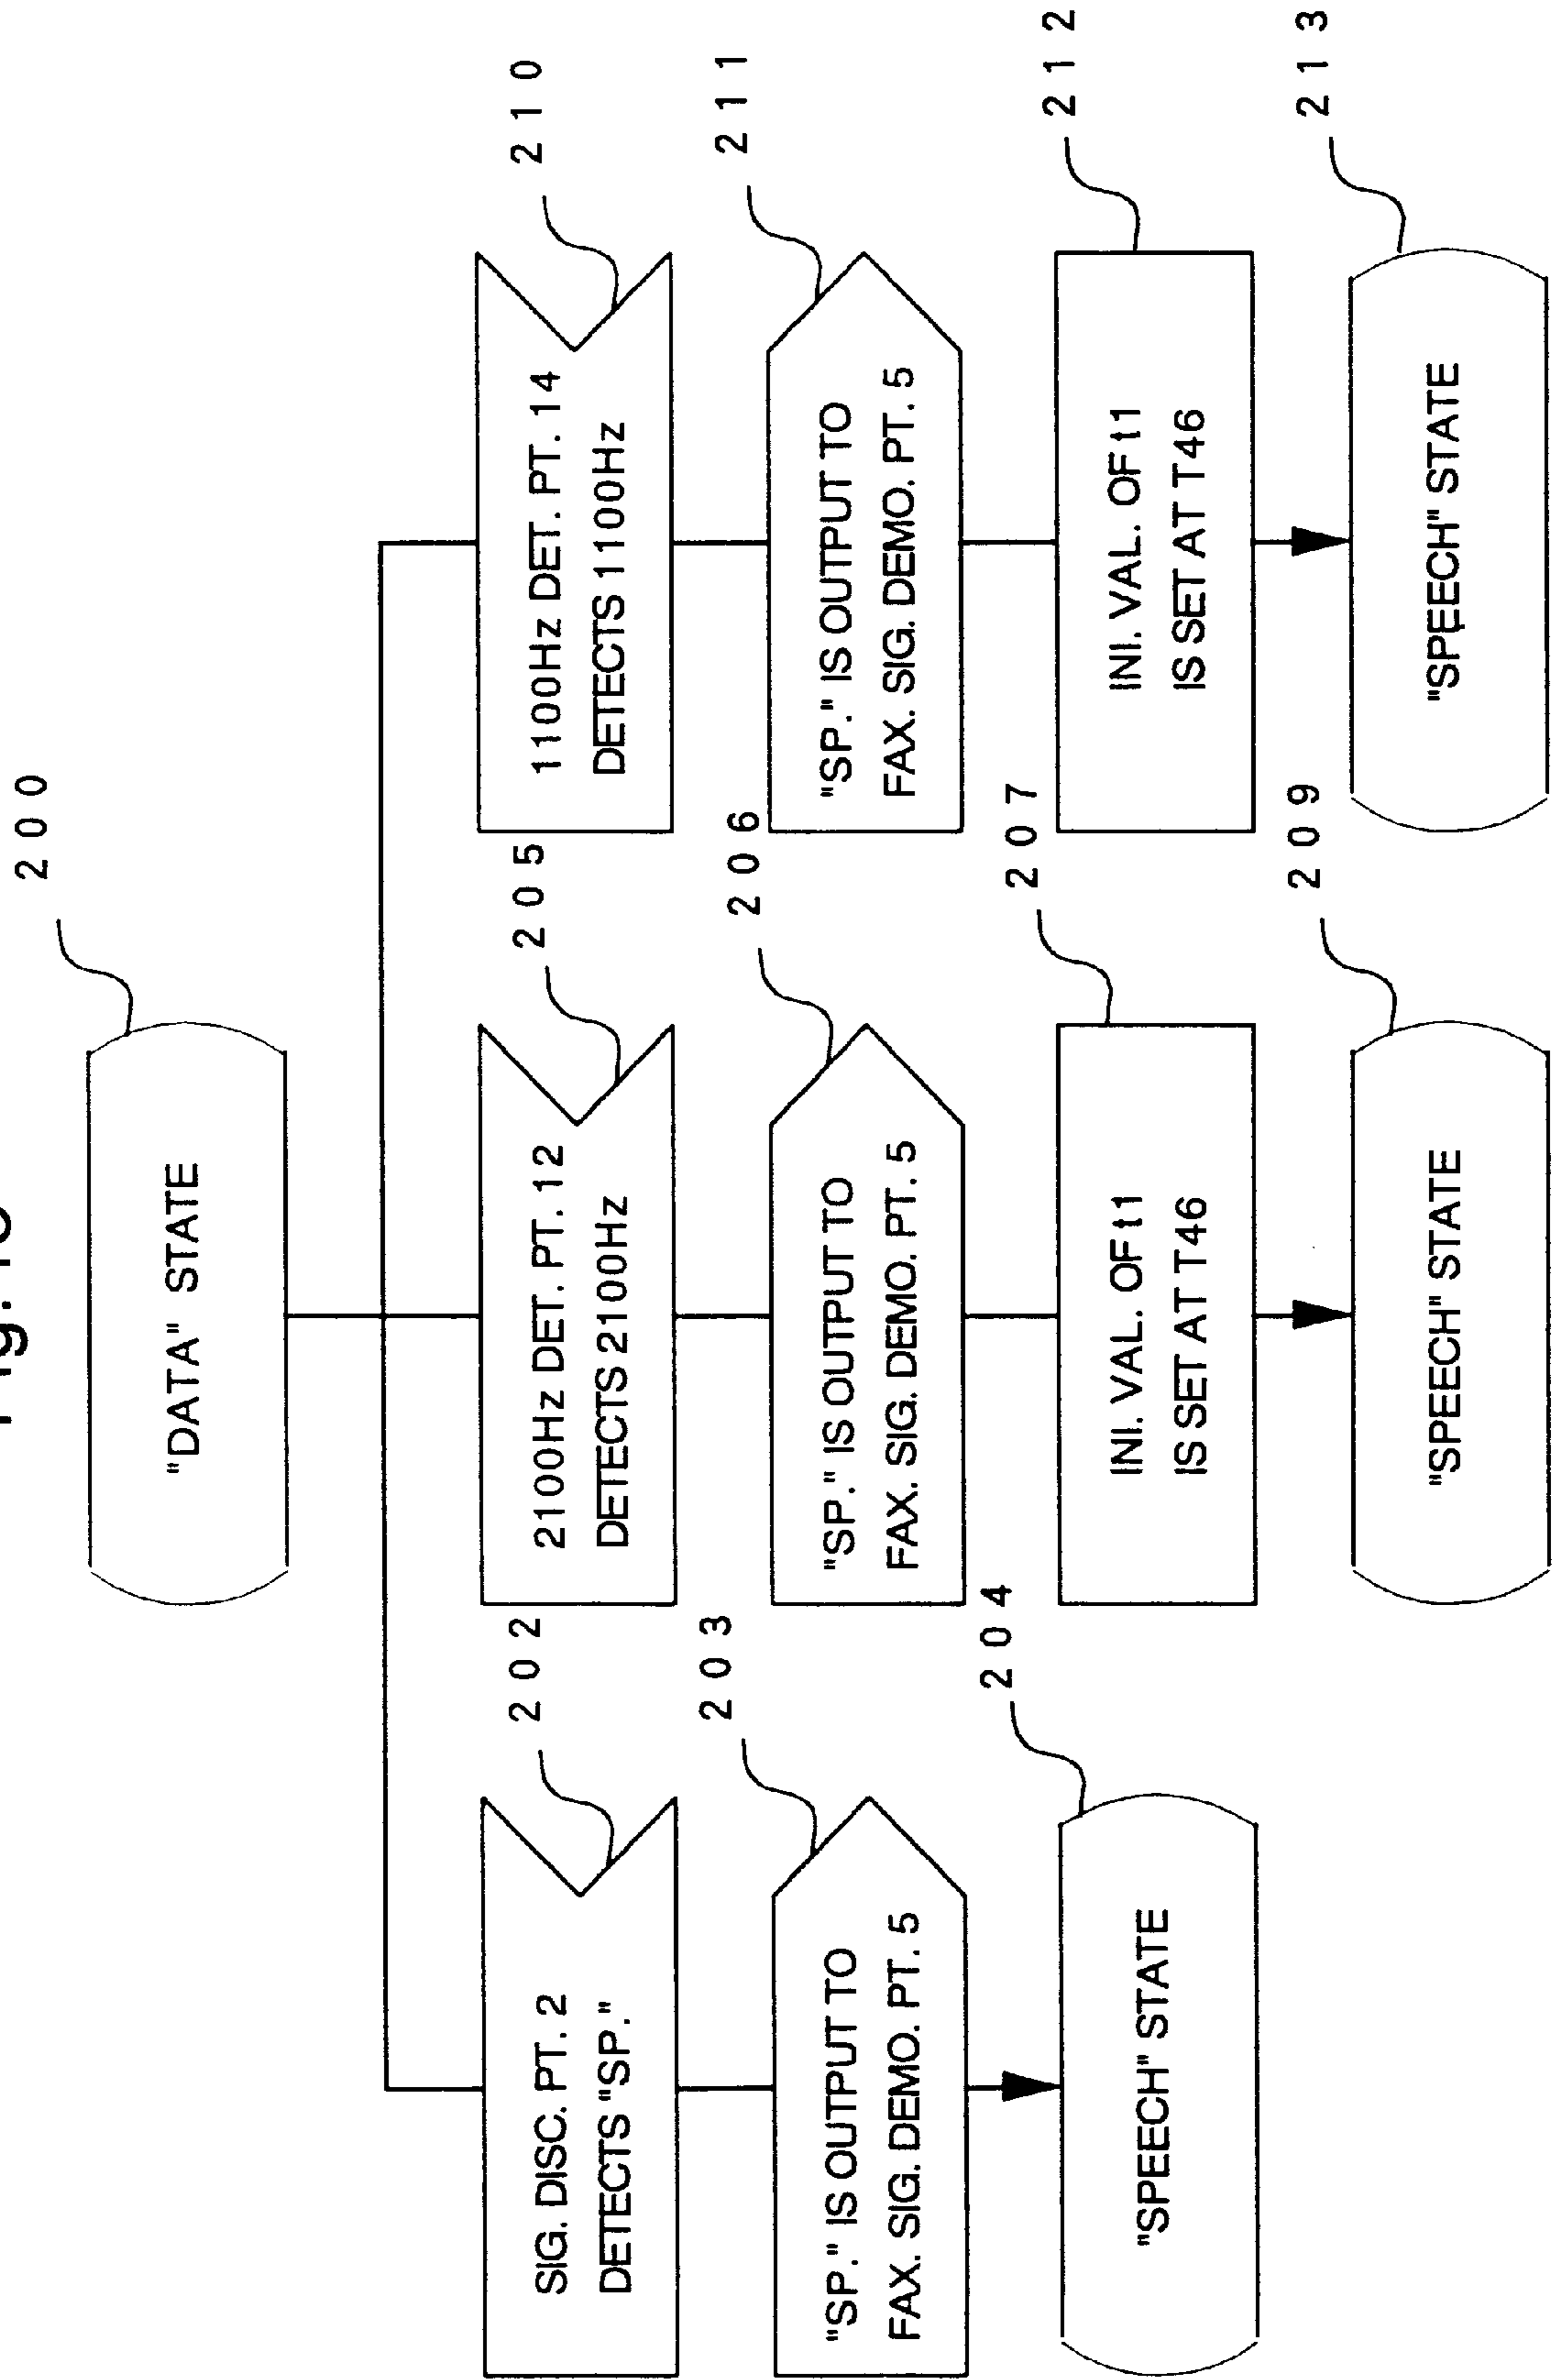 200
"DATA" STATE
202
SIG. DISC. PT. 2
DETECTS "SP."
203
"SP." IS OUTPUT TO
FAX. SIG. DEMO. PT. 5
204
"SPEECH" STATE
205
2100Hz DET. PT. 12
DETECTS 2100Hz
206
"SP." IS OUTPUT TO
FAX. SIG. DEMO. PT. 5
207
INI. VAL. OF t1
IS SET AT T46
209
"SPEECH" STATE
210
1100Hz DET. PT. 14
DETECTS 1100Hz
211
"SP." IS OUTPUT TO
FAX. SIG. DEMO. PT. 5
212
INI. VAL. OF t1
IS SET AT T46
213
"SPEECH" STATE